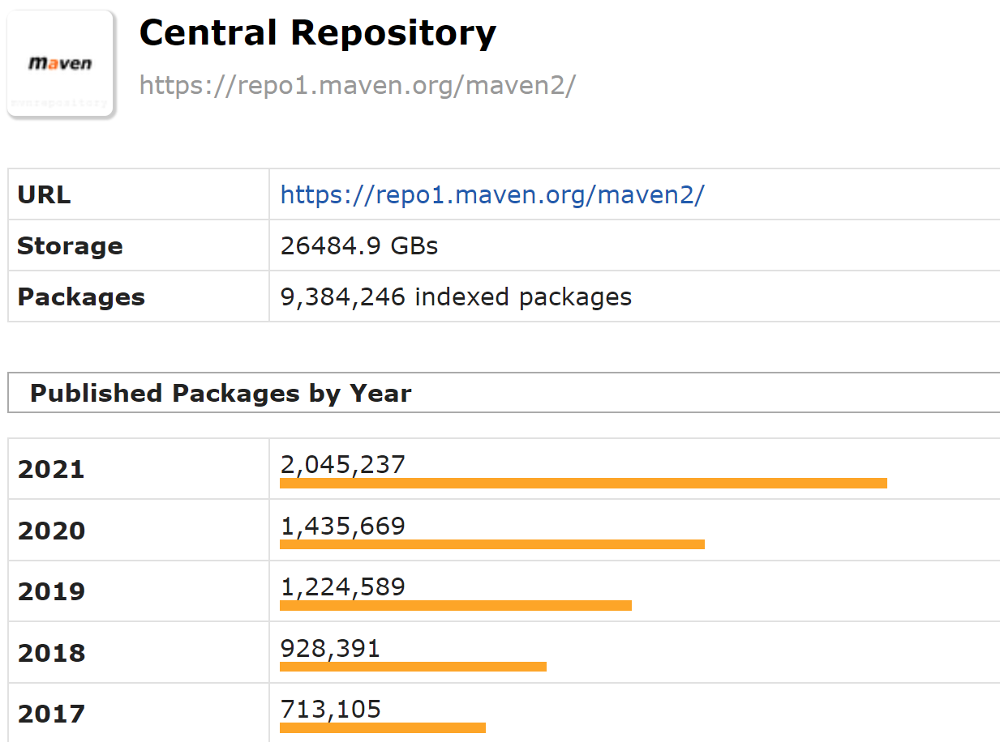 Central Repository
maven
https://repo1.maven.org/maven2/
mvnrepository
URL https://repo1.maven.org/maven2/
Storage 26484.9 GBs
Packages 9,384,246 indexed packages
Published Packages by Year
2021 2,045,237
2020 1,435,669
2019 1,224,589
2018 928,391
2017 713,105